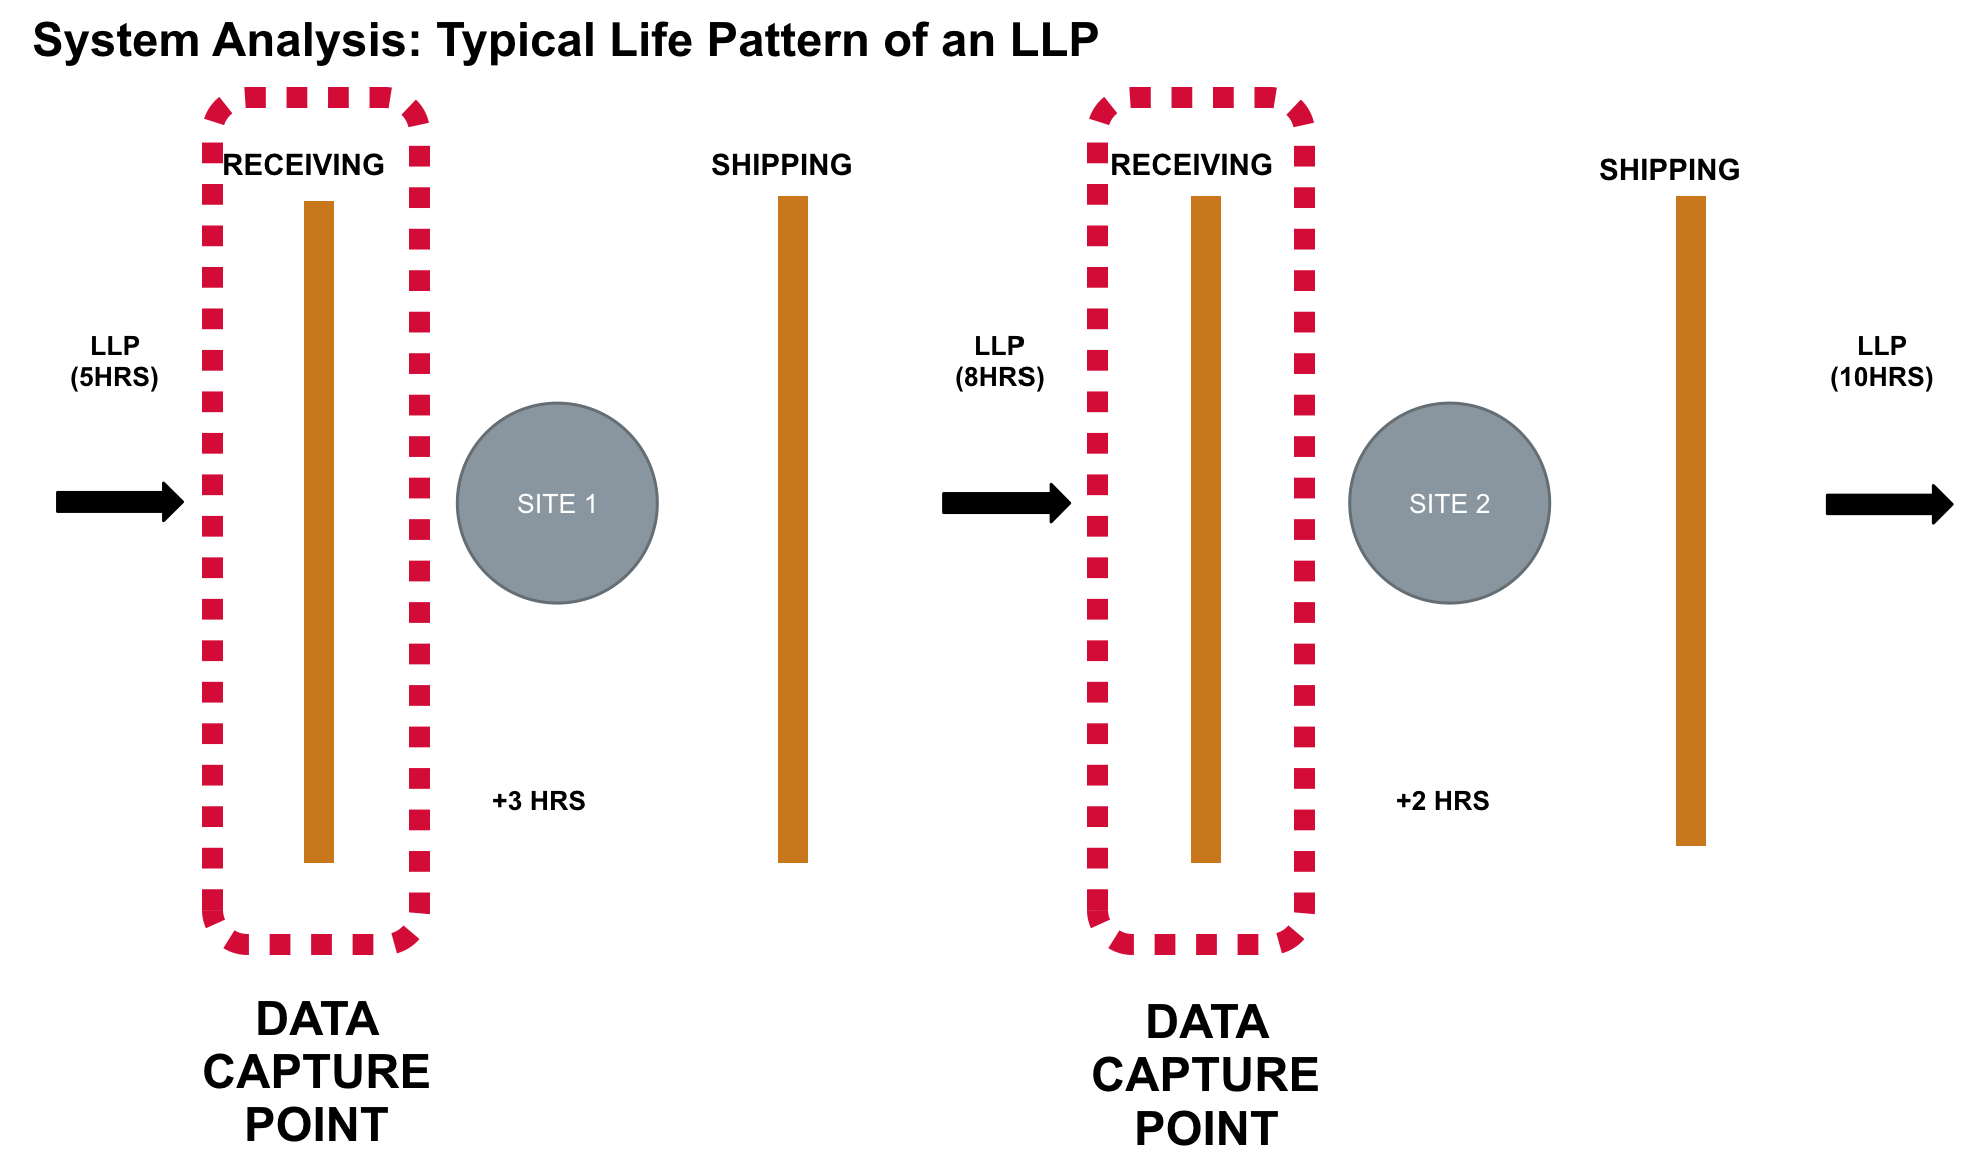 System Analysis: Typical Life Pattern of an LLP
RECEIVING
SHIPPING
RECEIVING
SHIPPING
LLP
(5HRS)
LLP
(8HRS)
LLP
(10HRS)
SITE 1
SITE 2
+3 HRS
+2 HRS
DATA
CAPTURE
POINT
DATA
CAPTURE
POINT